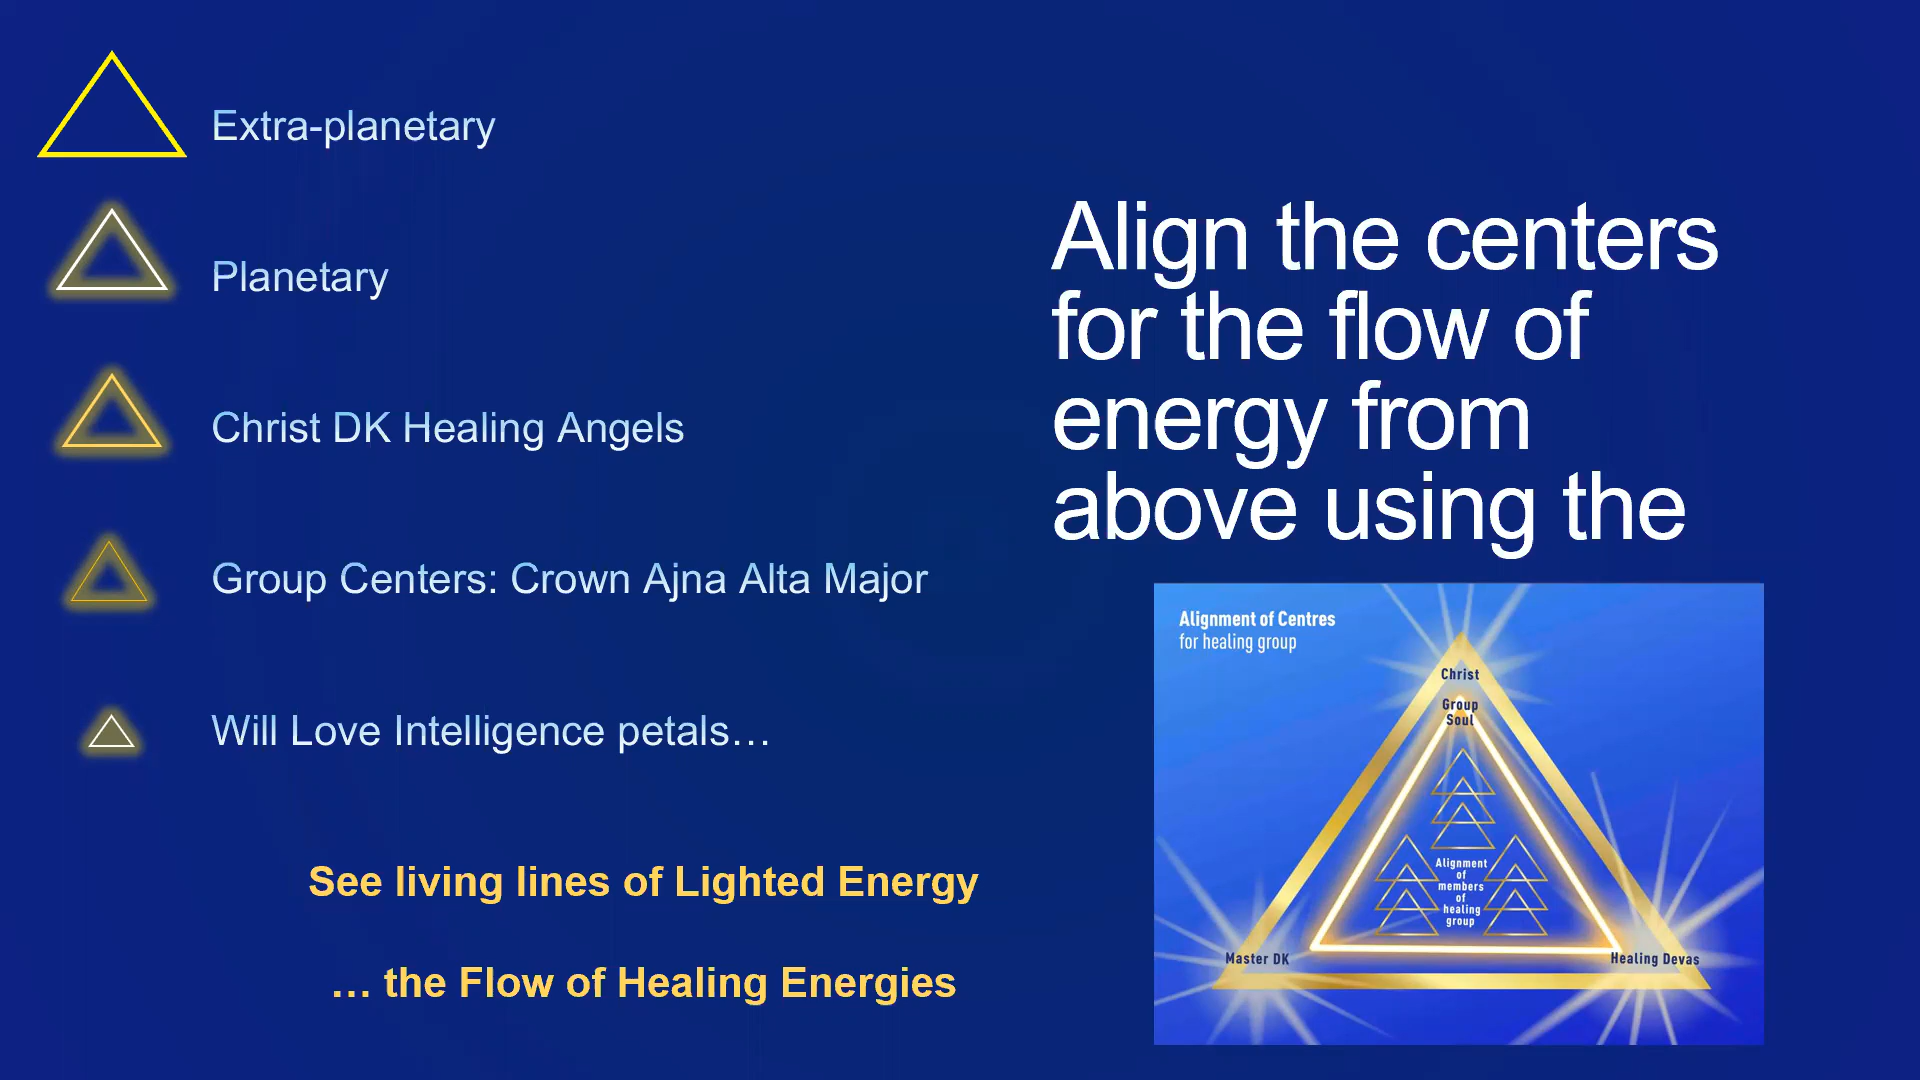 Extra-planetary
Planetary
Christ DK Healing Angels
Group Centers: Crown Ajna Alta Major
Will Love Intelligence petals…
See living lines of Lighted Energy
… the Flow of Healing Energies
Align the centers
for the flow of
energy from
above using the
Alignment of Centres
for healing group
Christ
Group
Soul
Alignment
of
members
of
healing
group
Master DK
Healing Devas